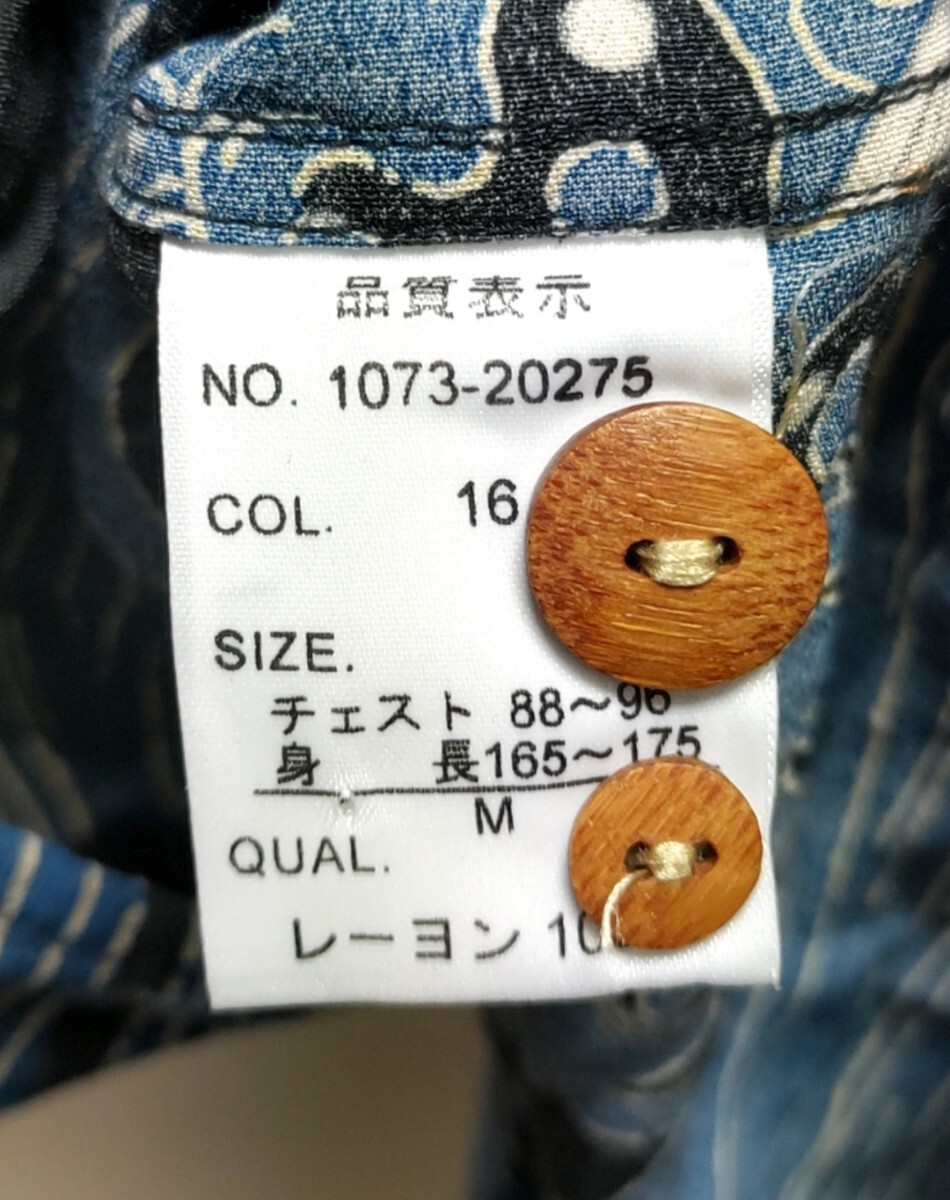 品質表示
NO. 1073-20275
COL. 16
SIZE.
チェスト 88～96
身 長165～175
M
QUAL.
レーヨン